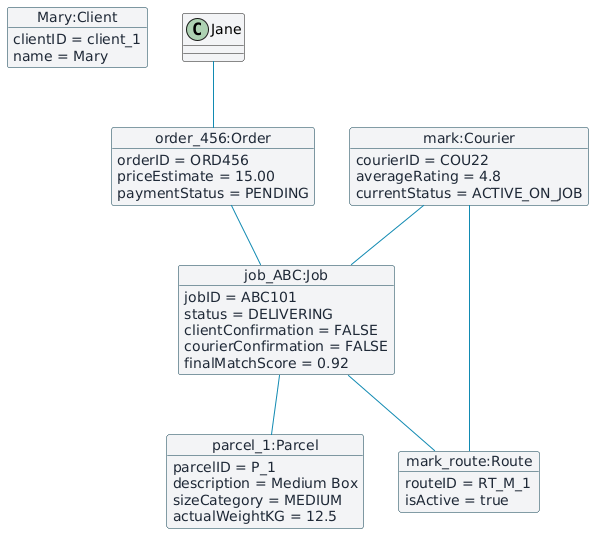 Mary:Client
clientID = client_1
name = Mary
C Jane
order_456:Order
orderID = ORD456
priceEstimate = 15.00
paymentStatus = PENDING
mark:Courier
courierID = COU22
averageRating = 4.8
currentStatus = ACTIVE_ON_JOB
job_ABC:Job
jobID = ABC101
status = DELIVERING
clientConfirmation = FALSE
courierConfirmation = FALSE
finalMatchScore = 0.92
parcel_1:Parcel
parcelID = P_1
description = Medium Box
sizeCategory = MEDIUM
actualWeightKG = 12.5
mark_route:Route
routeID = RT_M_1
isActive = true